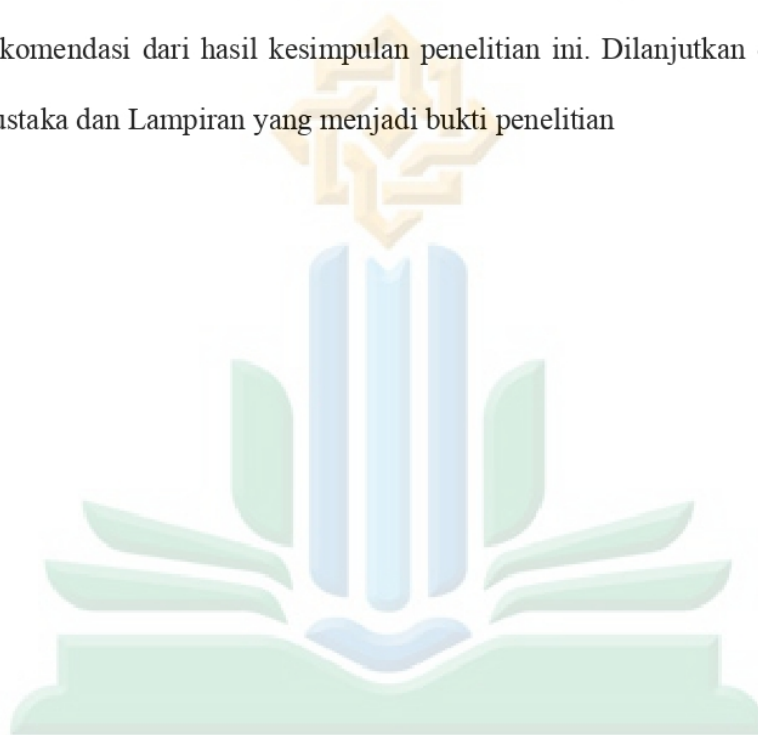 komendasi dari hasil kesimpulan penelitian ini. Dilanjutkan
ustaka dan Lampiran yang menjadi bukti penelitian